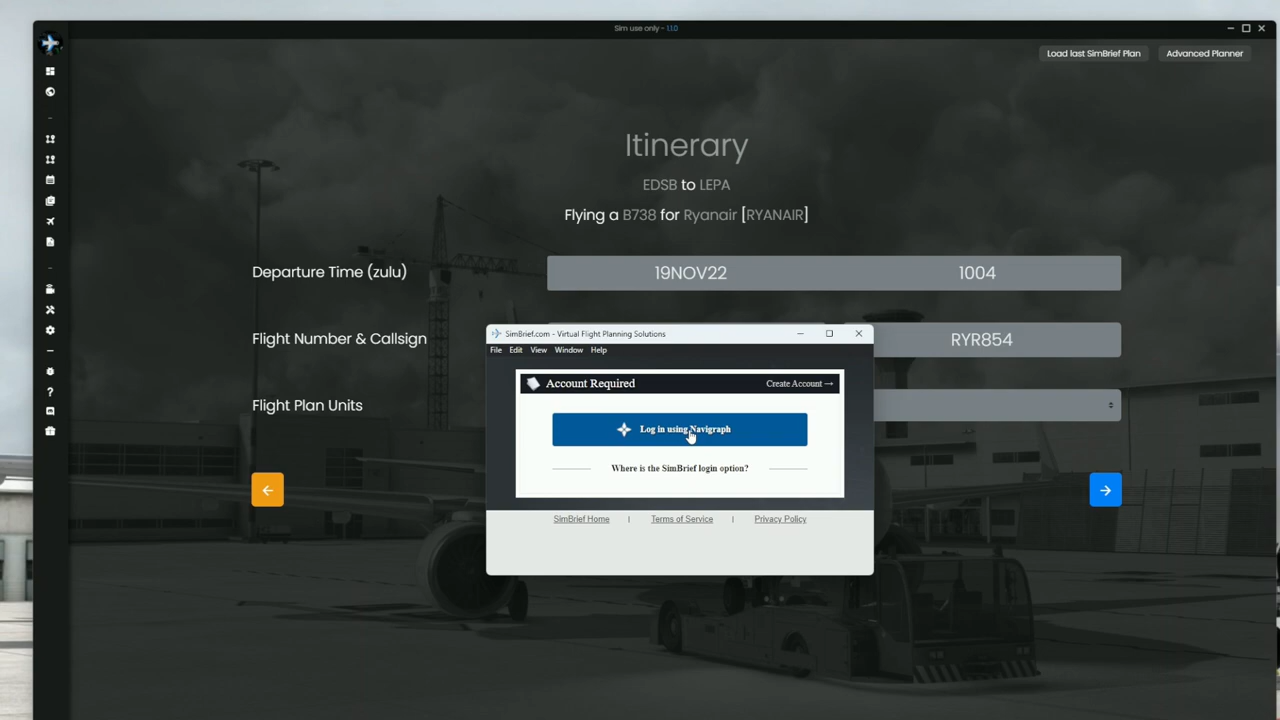 Sim use only - 1.1.0
Load last SimBrief Plan
Advanced Planner
Itinerary
EDSB to LEPA
Flying a B738 for Ryanair [RYANAIR]
Departure Time (zulu)
19NOV22
1004
Flight Number & Callsign
RYR854
Flight Plan Units
SimBrief.com - Virtual Flight Planning Solutions
File Edit View Window Help
Account Required
Create Account →
Log in using Navigraph
Where is the SimBrief login option?
SimBrief Home | Terms of Service | Privacy Policy